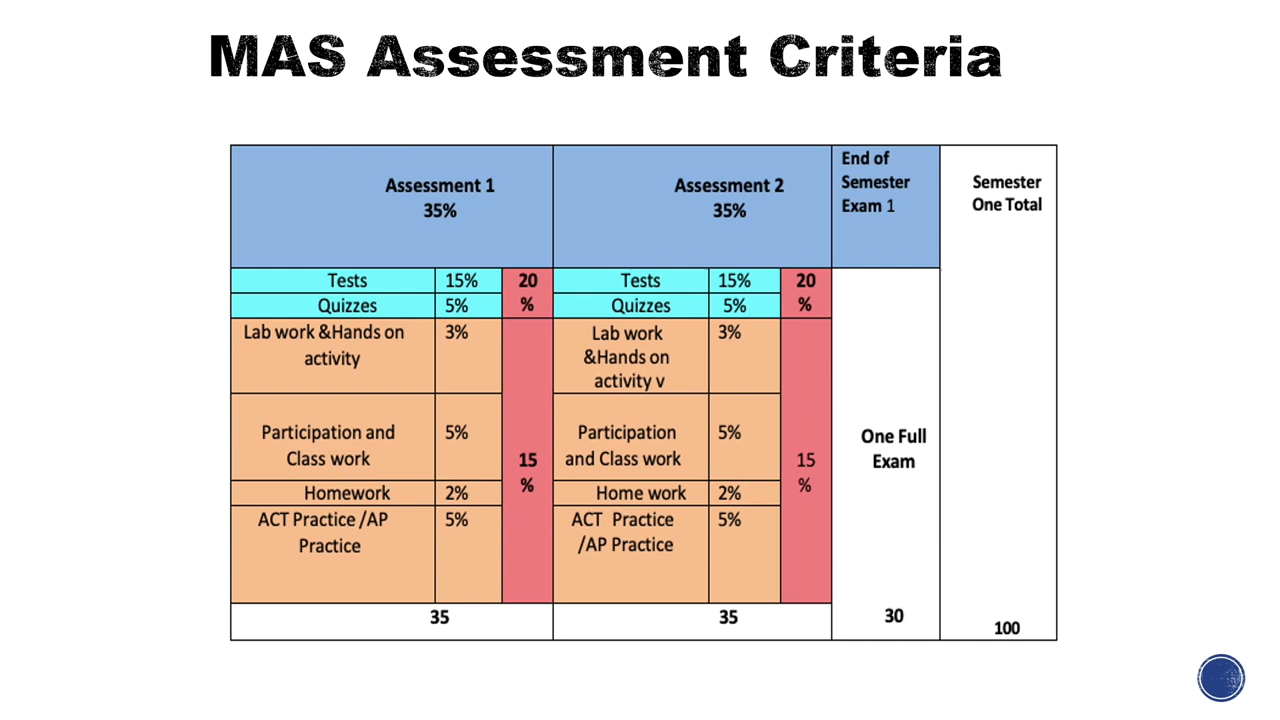 MAS Assessment Criteria
Assessment 1
35%
Assessment 2
35%
End of
Semester
Exam 1
Semester
One Total
Tests
15%
20
%
Tests
15%
20
%
Quizzes
5%
Quizzes
5%
Lab work &Hands on
activity
3%
Lab work
&Hands on
activity v
3%
Participation and
Class work
5%
15
%
Participation
and Class work
5%
15
%
One Full
Exam
Homework
2%
Home work
2%
ACT Practice /AP
Practice
5%
ACT Practice
/AP Practice
5%
35
35
30
100